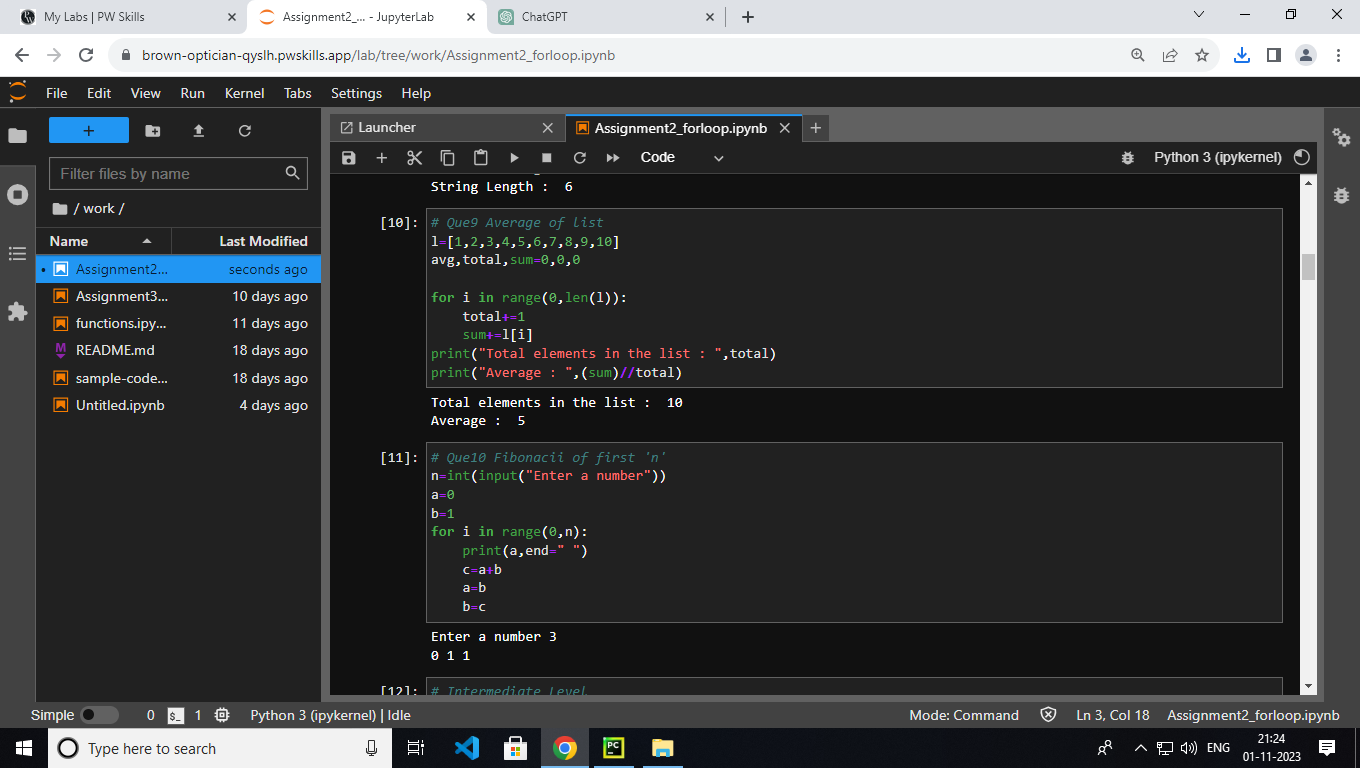 My Labs | PW Skills
Assignment2_... - JupyterLab
ChatGPT
brown-optician-qyslh.pwskills.app/lab/tree/work/Assignment2_forloop.ipynb
File Edit View Run Kernel Tabs Settings Help
+
Filter files by name
/ work /
Name Last Modified
Assignment2... seconds ago
Assignment3... 10 days ago
functions.ipy... 11 days ago
README.md 18 days ago
sample-code... 18 days ago
Untitled.ipynb 4 days ago
Launcher
Assignment2_forloop.ipynb
Code
Python 3 (ipykernel)
String Length :  6
[10]:
# Que9 Average of list
l=[1,2,3,4,5,6,7,8,9,10]
avg,total,sum=0,0,0
for i in range(0,len(l)):
    total+=1
    sum+=l[i]
print("Total elements in the list : ",total)
print("Average : ",(sum)//total)
Total elements in the list :  10
Average :  5
[11]:
# Que10 Fibonacii of first 'n'
n=int(input("Enter a number"))
a=0
b=1
for i in range(0,n):
    print(a,end=" ")
    c=a+b
    a=b
    b=c
Enter a number 3
0 1 1
[12]:
# Intermediate Level
Simple 0 $_ 1 Python 3 (ipykernel) | Idle
Mode: Command Ln 3, Col 18 Assignment2_forloop.ipynb
Type here to search
PC
ENG
21:24
01-11-2023